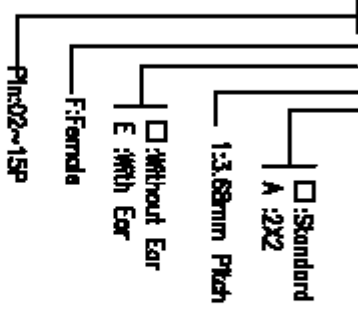 Pin:02~15P
F:Female
□ :Without Ear
E :With Ear
1:3.68mm Pitch
□ :Standard
A :2X2